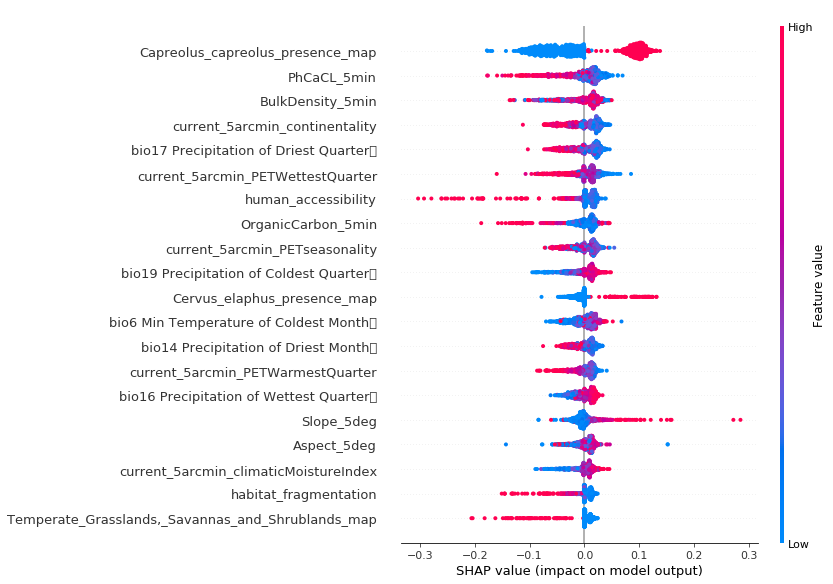 High
Capreolus_capreolus_presence_map
PhCaCL_5min
BulkDensity_5min
current_5arcmin_continentality
bio17 Precipitation of Driest Quarter
current_5arcmin_PETWettestQuarter
human_accessibility
OrganicCarbon_5min
current_5arcmin_PETseasonality
bio19 Precipitation of Coldest Quarter
Cervus_elaphus_presence_map
bio6 Min Temperature of Coldest Month
bio14 Precipitation of Driest Month
current_5arcmin_PETWarmestQuarter
bio16 Precipitation of Wettest Quarter
Slope_5deg
Aspect_5deg
current_5arcmin_climaticMoistureIndex
habitat_fragmentation
Temperate_Grasslands,_Savannas_and_Shrublands_map
Feature value
Low
−0.3 −0.2 −0.1 0.0 0.1 0.2 0.3
SHAP value (impact on model output)